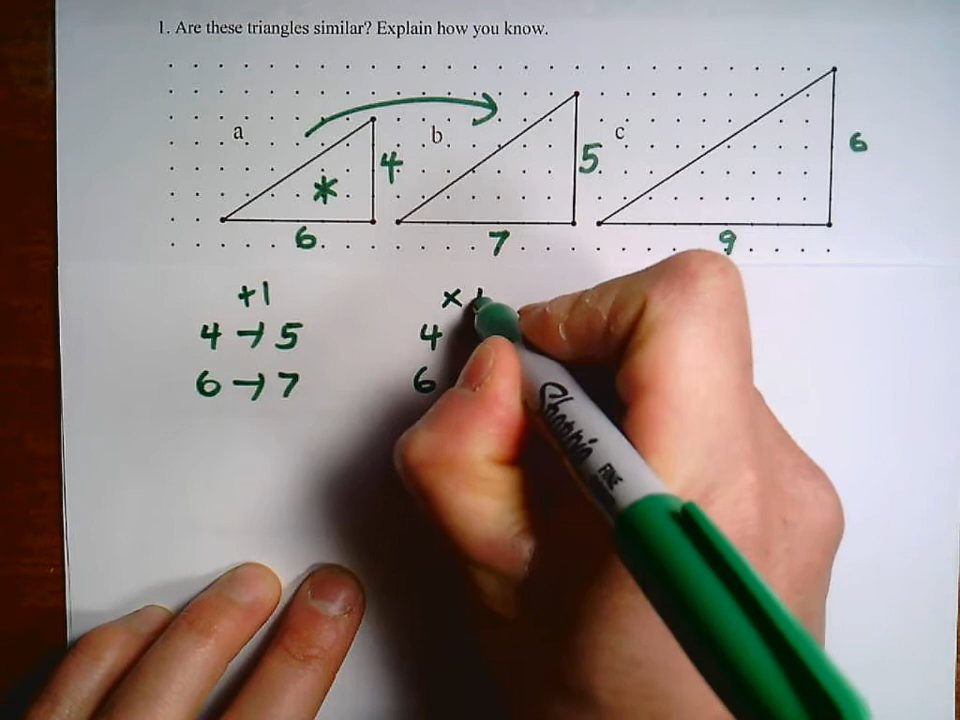 1. Are these triangles similar? Explain how you know.
a
b
c
*
4
5
6
6
7
9
+1
4 → 5
6 → 7
×
4
6
Sharpie FINE